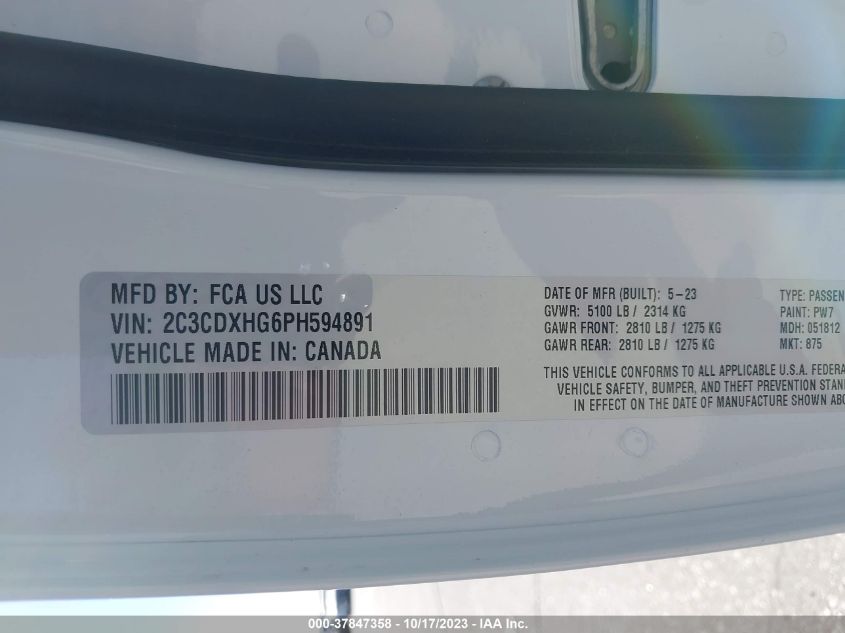 MFD BY: FCA US LLC
VIN: 2C3CDXHG6PH594891
VEHICLE MADE IN: CANADA
DATE OF MFR (BUILT): 5-23
GVWR: 5100 LB / 2314 KG
GAWR FRONT: 2810 LB / 1275 KG
GAWR REAR: 2810 LB / 1275 KG
TYPE: PASSEN
PAINT: PW7
MDH: 051812
MKT: 875
THIS VEHICLE CONFORMS TO ALL APPLICABLE U.S.A. FEDERA
VEHICLE SAFETY, BUMPER, AND THEFT PREVENTION STAN
IN EFFECT ON THE DATE OF MANUFACTURE SHOWN ABO
000-37847358 - 10/17/2023 - IAA Inc.